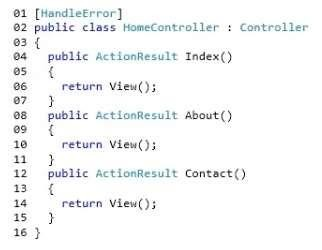 01 [HandleError]
02 public class HomeController : Controller
03 {
04   public ActionResult Index()
05   {
06     return View();
07   }
08   public ActionResult About()
09   {
10     return View();
11   }
12   public ActionResult Contact()
13   {
14     return View();
15   }
16 }